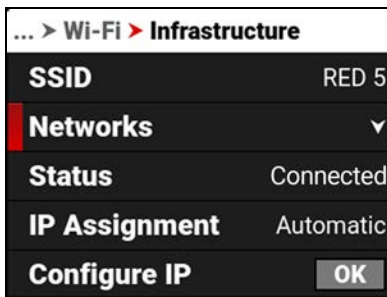 ... > Wi-Fi > Infrastructure
SSID RED 5
Networks
Status Connected
IP Assignment Automatic
Configure IP OK